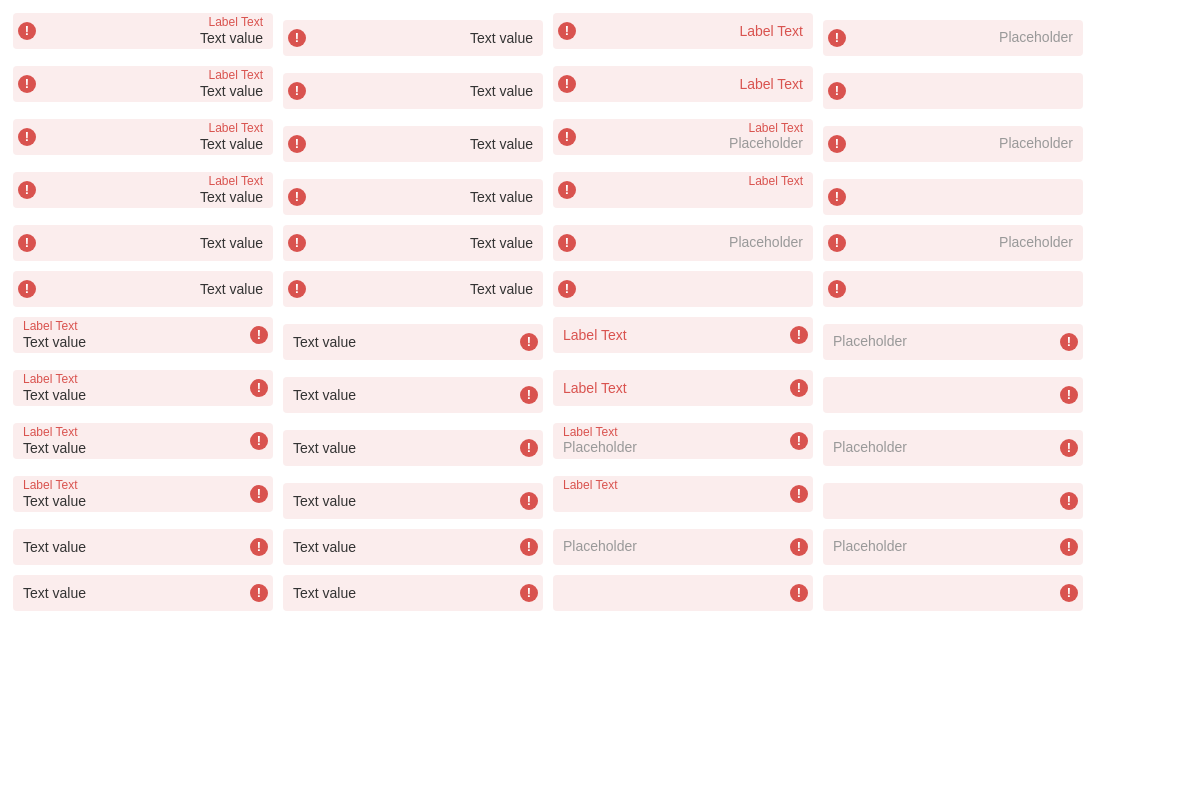 ! Label Text
Text value
! Text value
! Label Text
! Placeholder
! Label Text
Text value
! Text value
! Label Text
!
! Label Text
Text value
! Text value
! Label Text
Placeholder
! Placeholder
! Label Text
Text value
! Text value
! Label Text
!
! Text value
! Text value
! Placeholder
! Placeholder
! Text value
! Text value
!
!
Label Text
Text value !
Text value !
Label Text !
Placeholder !
Label Text
Text value !
Text value !
Label Text !
!
Label Text
Text value !
Text value !
Label Text
Placeholder !
Placeholder !
Label Text
Text value !
Text value !
Label Text !
!
Text value !
Text value !
Placeholder !
Placeholder !
Text value !
Text value !
!
!